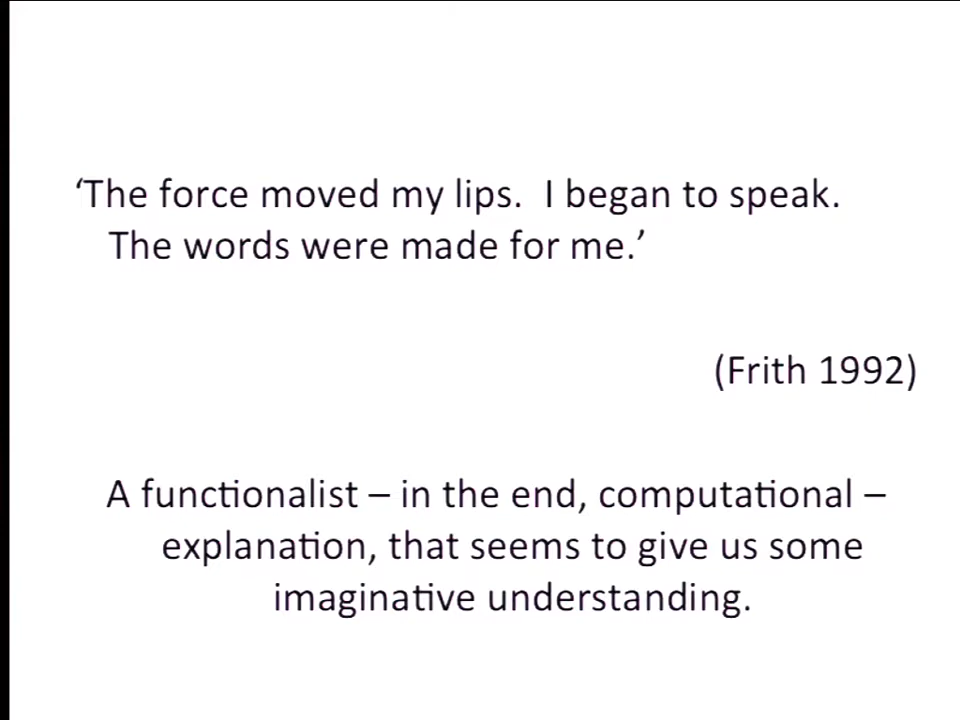 ‘The force moved my lips.  I began to speak.
The words were made for me.’
(Frith 1992)
A functionalist – in the end, computational –
explanation, that seems to give us some
imaginative understanding.